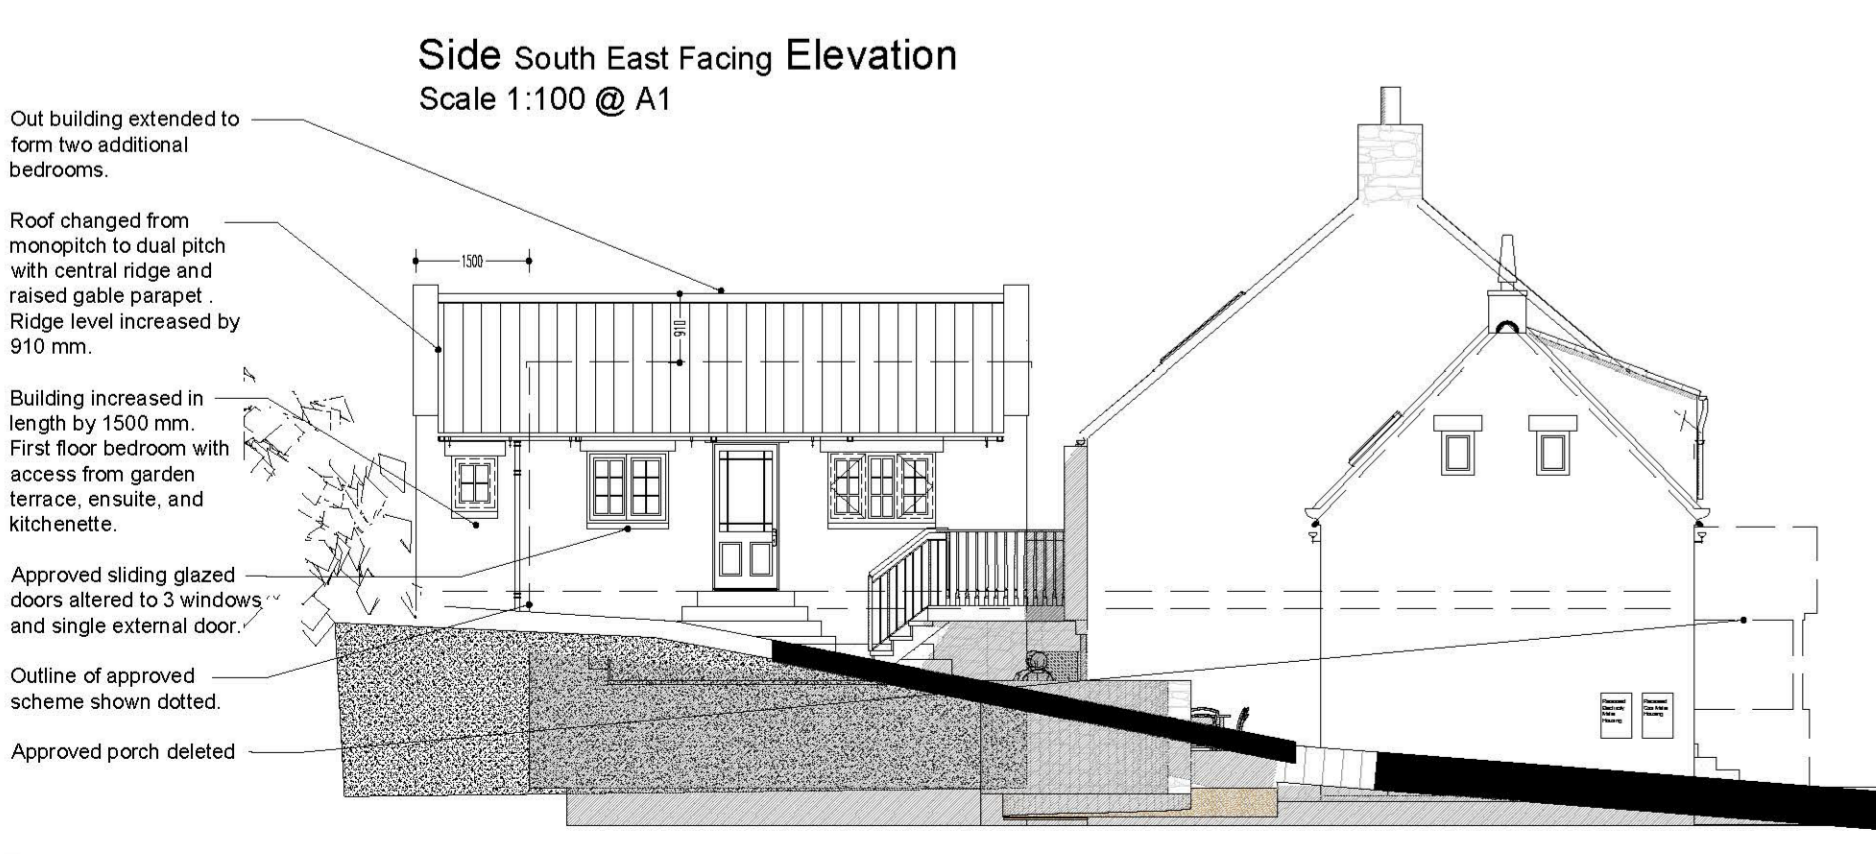 Side South East Facing Elevation
Scale 1:100 @ A1
Out building extended to
form two additional
bedrooms.
Roof changed from
monopitch to dual pitch
with central ridge and
raised gable parapet .
Ridge level increased by
910 mm.
Building increased in
length by 1500 mm.
First floor bedroom with
access from garden
terrace, ensuite, and
kitchenette.
Approved sliding glazed
doors altered to 3 windows
and single external door.
Outline of approved
scheme shown dotted.
Approved porch deleted
1500
910
Housing
Housing